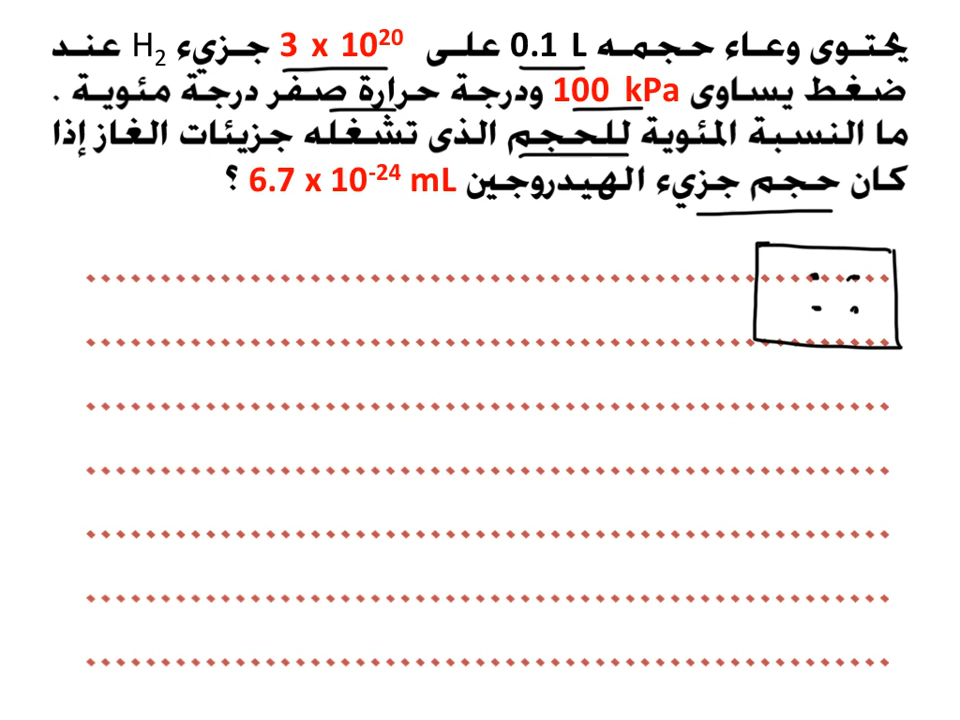 يحتوى وعاء حجمه 0.1 L على 3 x 10²⁰ جزيء H₂ عند
ضغط يساوى 100 kPa ودرجة حرارة صفر درجة مئوية .
ما النسبة المئوية للحجم الذى تشغله جزيئات الغاز إذا
كان حجم جزيء الهيدروجين 6.7 x 10⁻²⁴ mL ؟